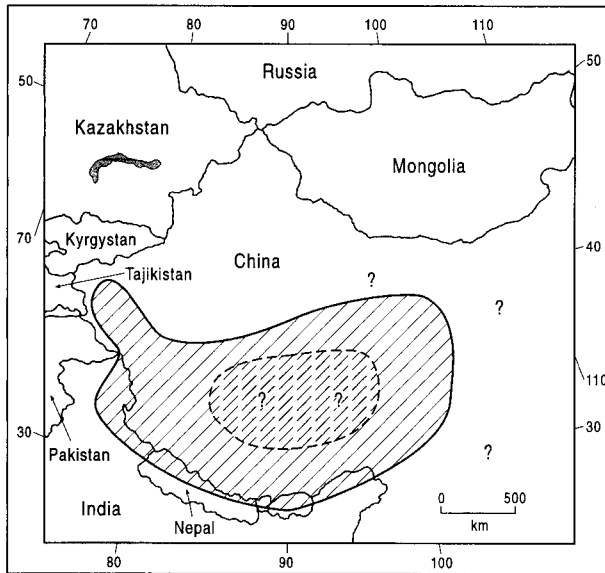 70 80 90 100 110
Russia
50 50
Kazakhstan
Mongolia
70
Kyrgystan
40
China
Tajikistan
?
?
110
? ?
30 30
?
Pakistan
0 500
India
Nepal
km
80 90 100